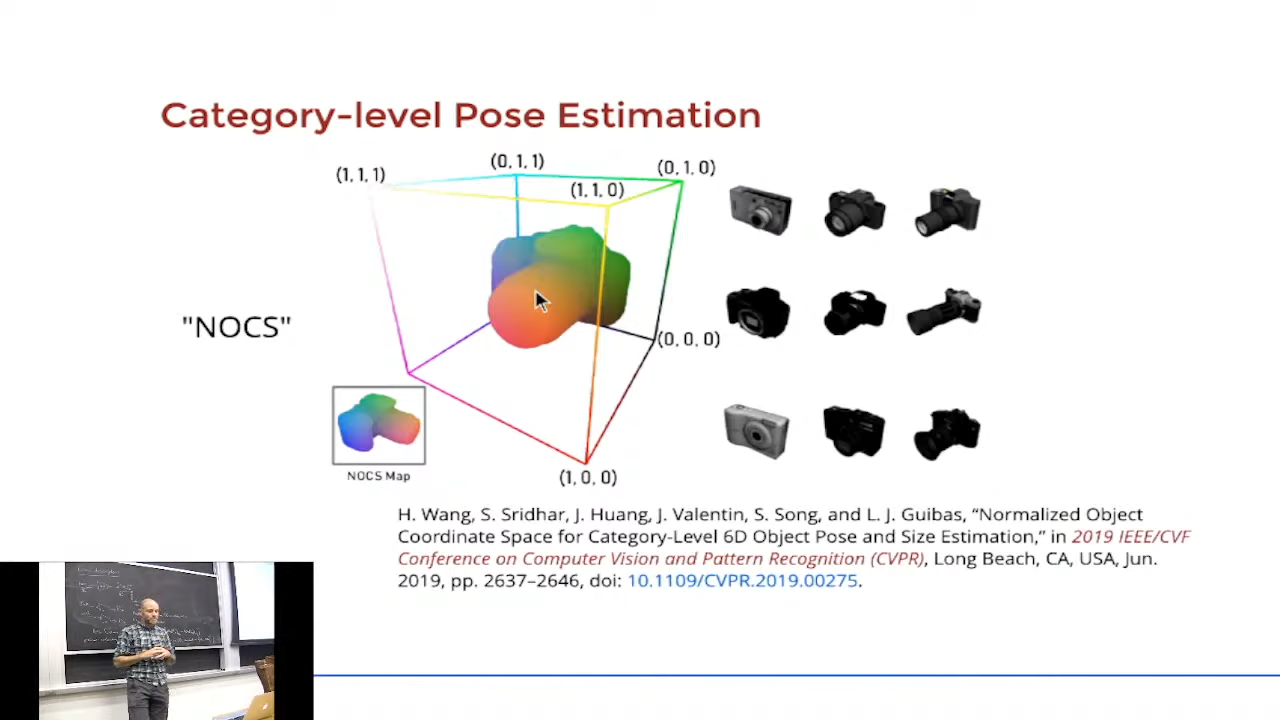 Category-level Pose Estimation
(0, 1, 1)
(0, 1, 0)
(1, 1, 1)
(1, 1, 0)
"NOCS"
(0, 0, 0)
NOCS Map
(1, 0, 0)
H. Wang, S. Sridhar, J. Huang, J. Valentin, S. Song, and L. J. Guibas, “Normalized Object
Coordinate Space for Category-Level 6D Object Pose and Size Estimation,” in 2019 IEEE/CVF
Conference on Computer Vision and Pattern Recognition (CVPR), Long Beach, CA, USA, Jun.
2019, pp. 2637–2646, doi: 10.1109/CVPR.2019.00275.